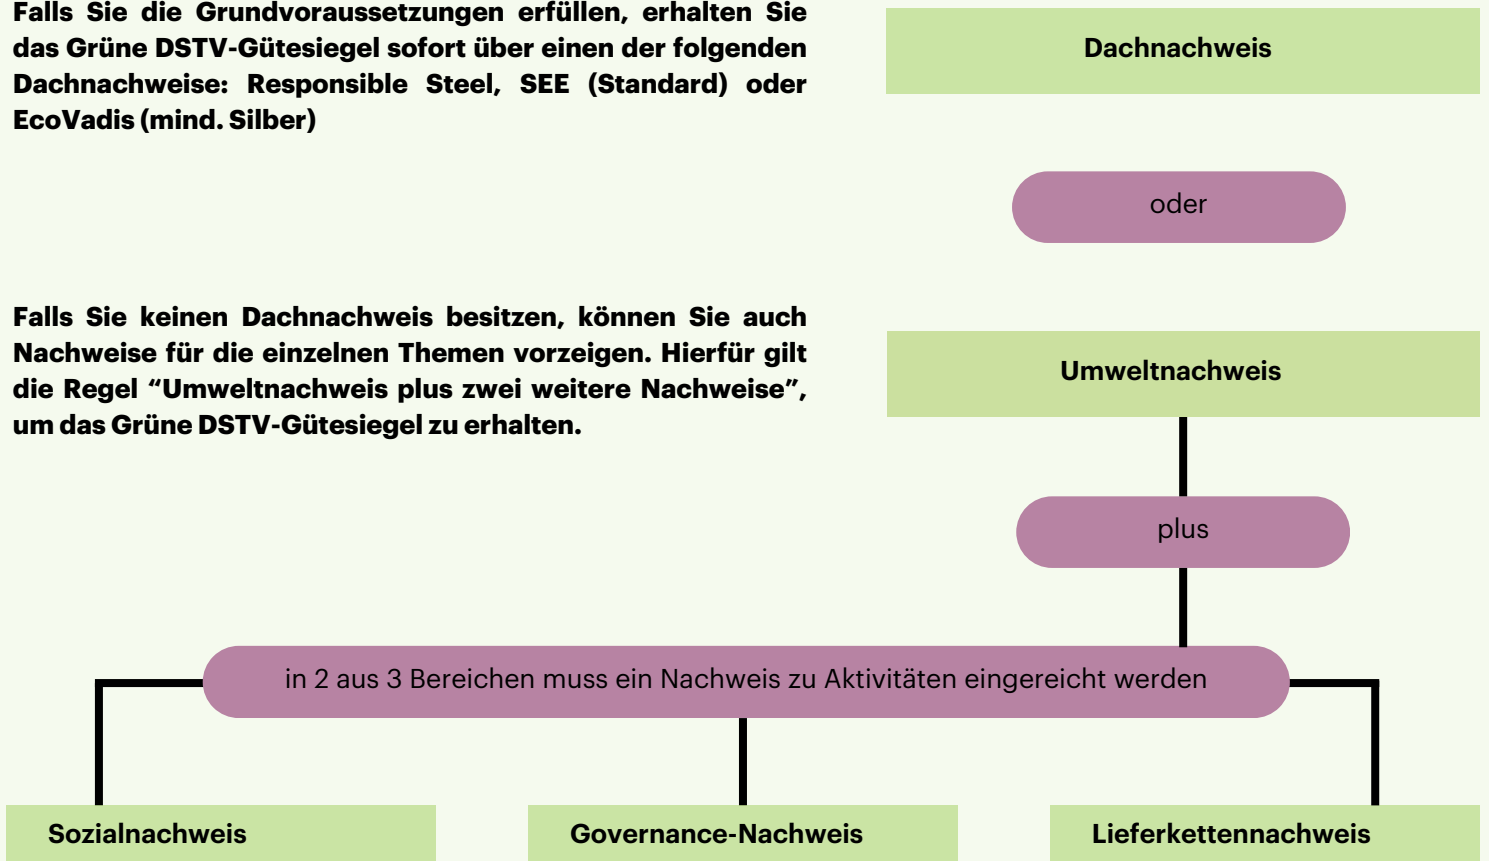 Falls Sie die Grundvoraussetzungen erfüllen, erhalten Sie
das Grüne DSTV-Gütesiegel sofort über einen der folgenden
Dachnachweise: Responsible Steel, SEE (Standard) oder
EcoVadis (mind. Silber)
Dachnachweis
oder
Falls Sie keinen Dachnachweis besitzen, können Sie auch
Nachweise für die einzelnen Themen vorzeigen. Hierfür gilt
die Regel “Umweltnachweis plus zwei weitere Nachweise”,
um das Grüne DSTV-Gütesiegel zu erhalten.
Umweltnachweis
plus
in 2 aus 3 Bereichen muss ein Nachweis zu Aktivitäten eingereicht werden
Sozialnachweis
Governance-Nachweis
Lieferkettennachweis